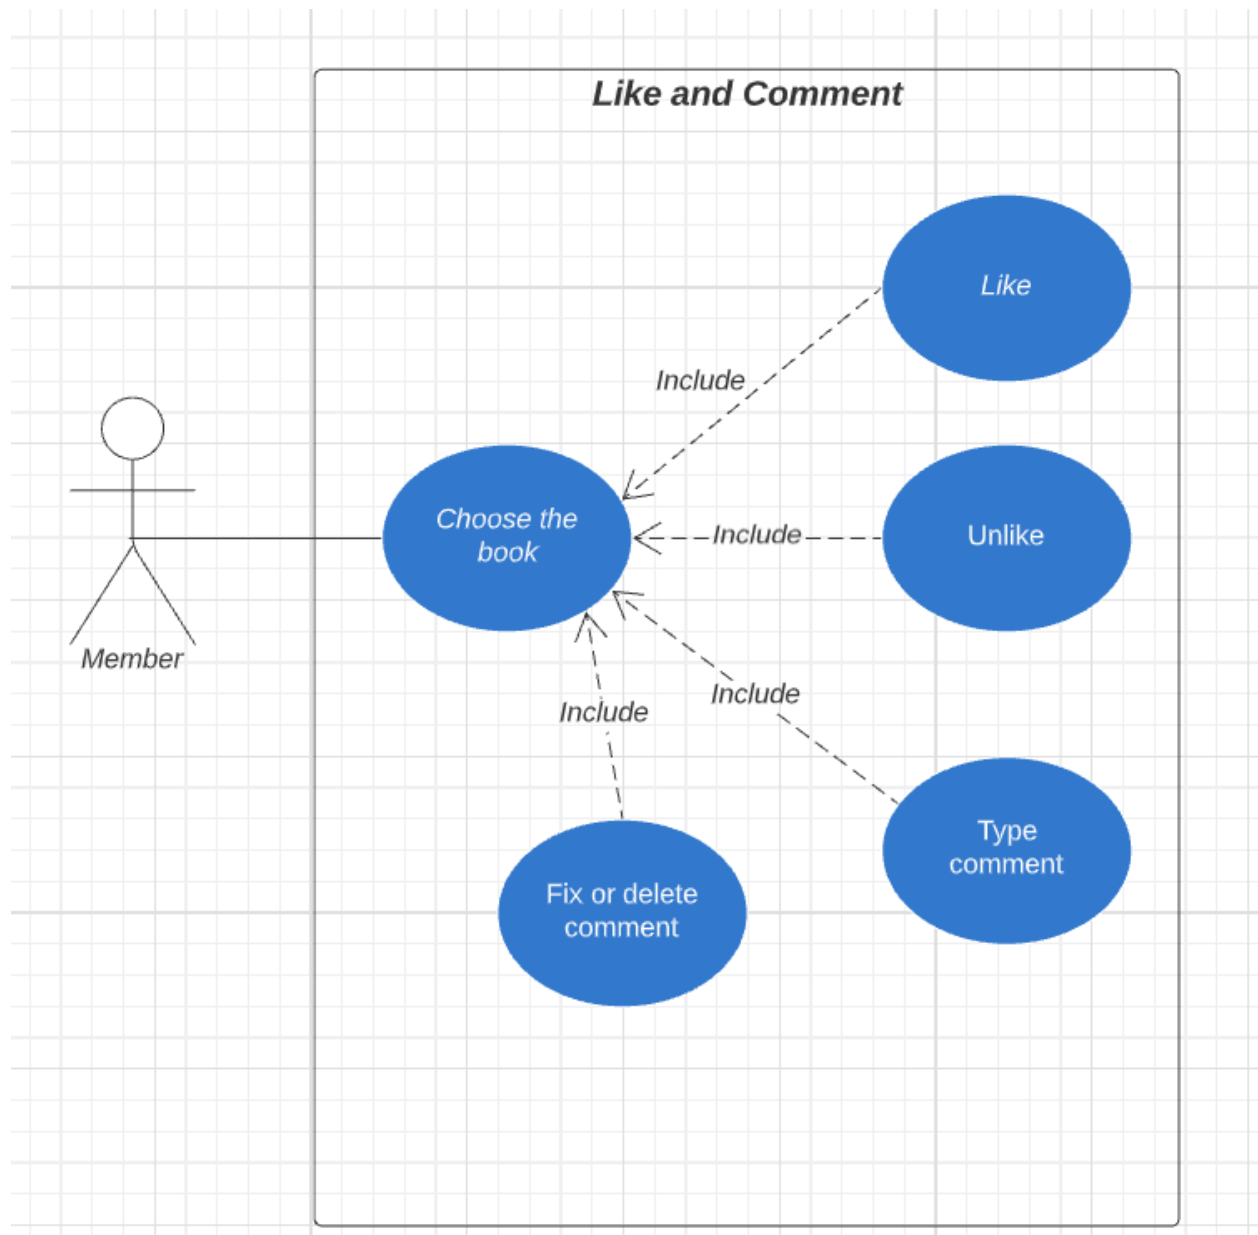 Like and Comment
Like
Include
Choose the
book
Include
Unlike
Member
Include
Include
Type
comment
Fix or delete
comment